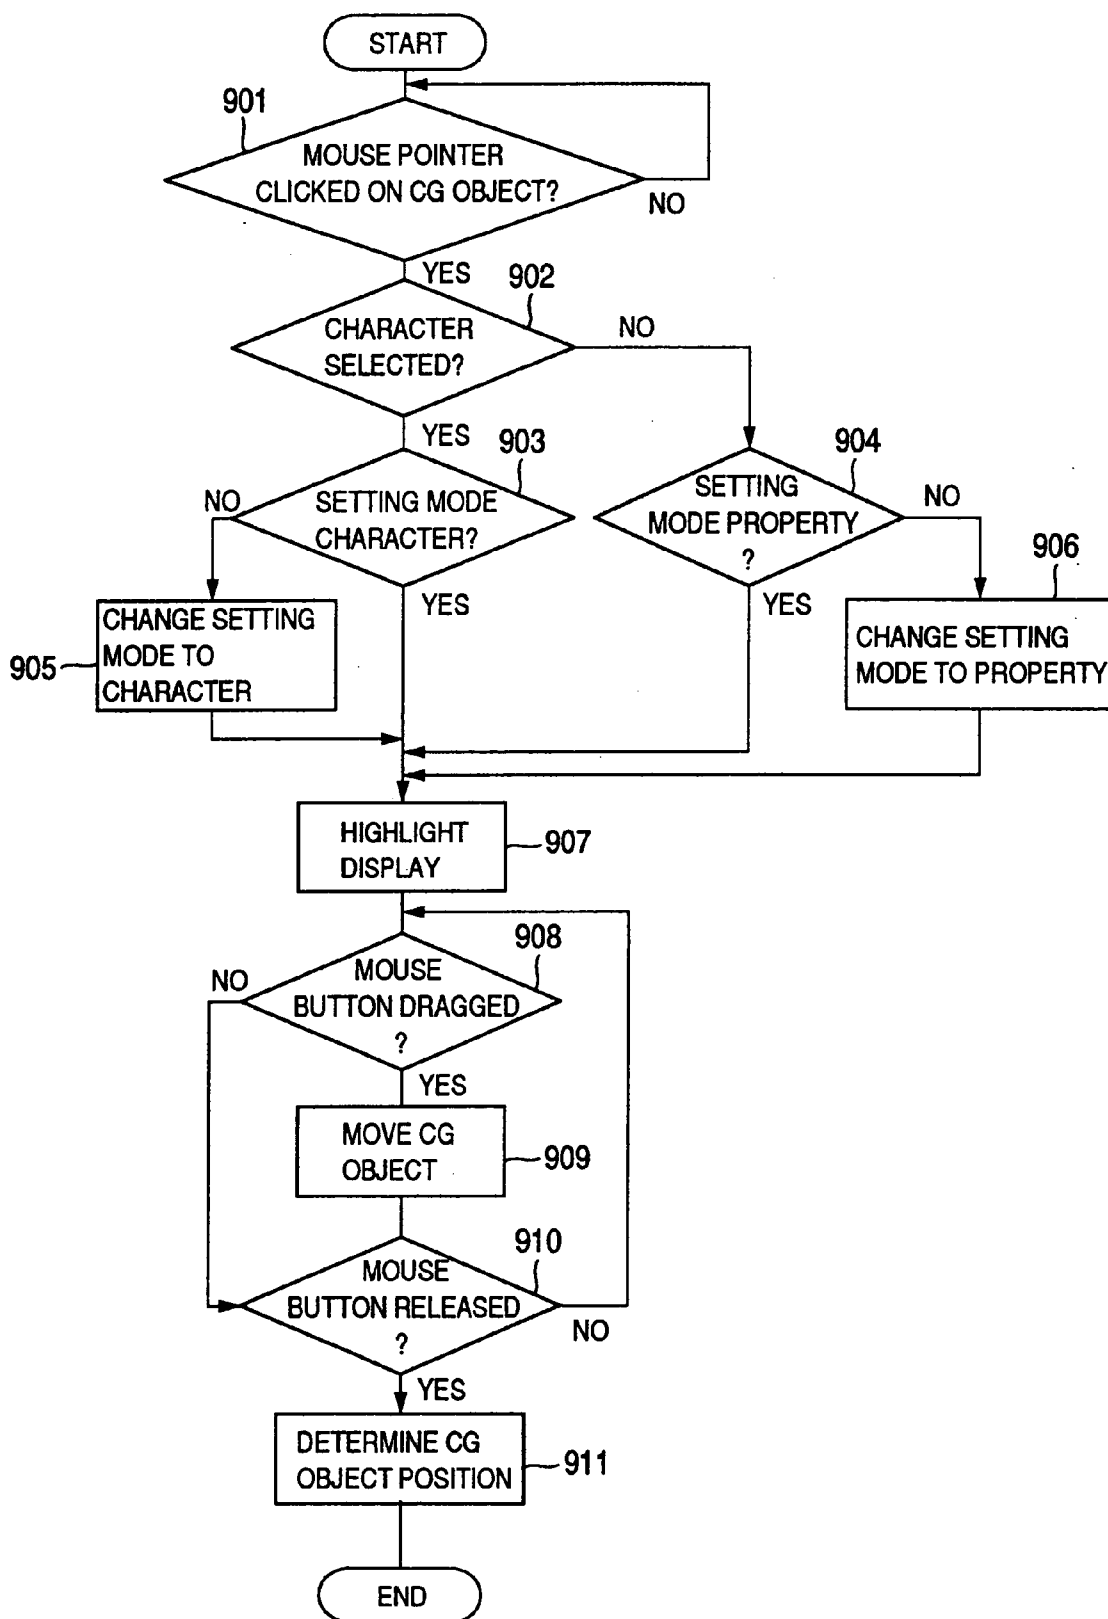 START
901
MOUSE POINTER
CLICKED ON CG OBJECT?
NO
YES
902
CHARACTER
SELECTED?
NO
YES
903
904
NO
SETTING MODE
CHARACTER?
SETTING
MODE PROPERTY
?
NO
906
YES
YES
905
CHANGE SETTING
MODE TO
CHARACTER
CHANGE SETTING
MODE TO PROPERTY
HIGHLIGHT
DISPLAY
907
908
NO
MOUSE
BUTTON DRAGGED
?
YES
MOVE CG
OBJECT
909
910
MOUSE
BUTTON RELEASED
?
NO
YES
DETERMINE CG
OBJECT POSITION
911
END